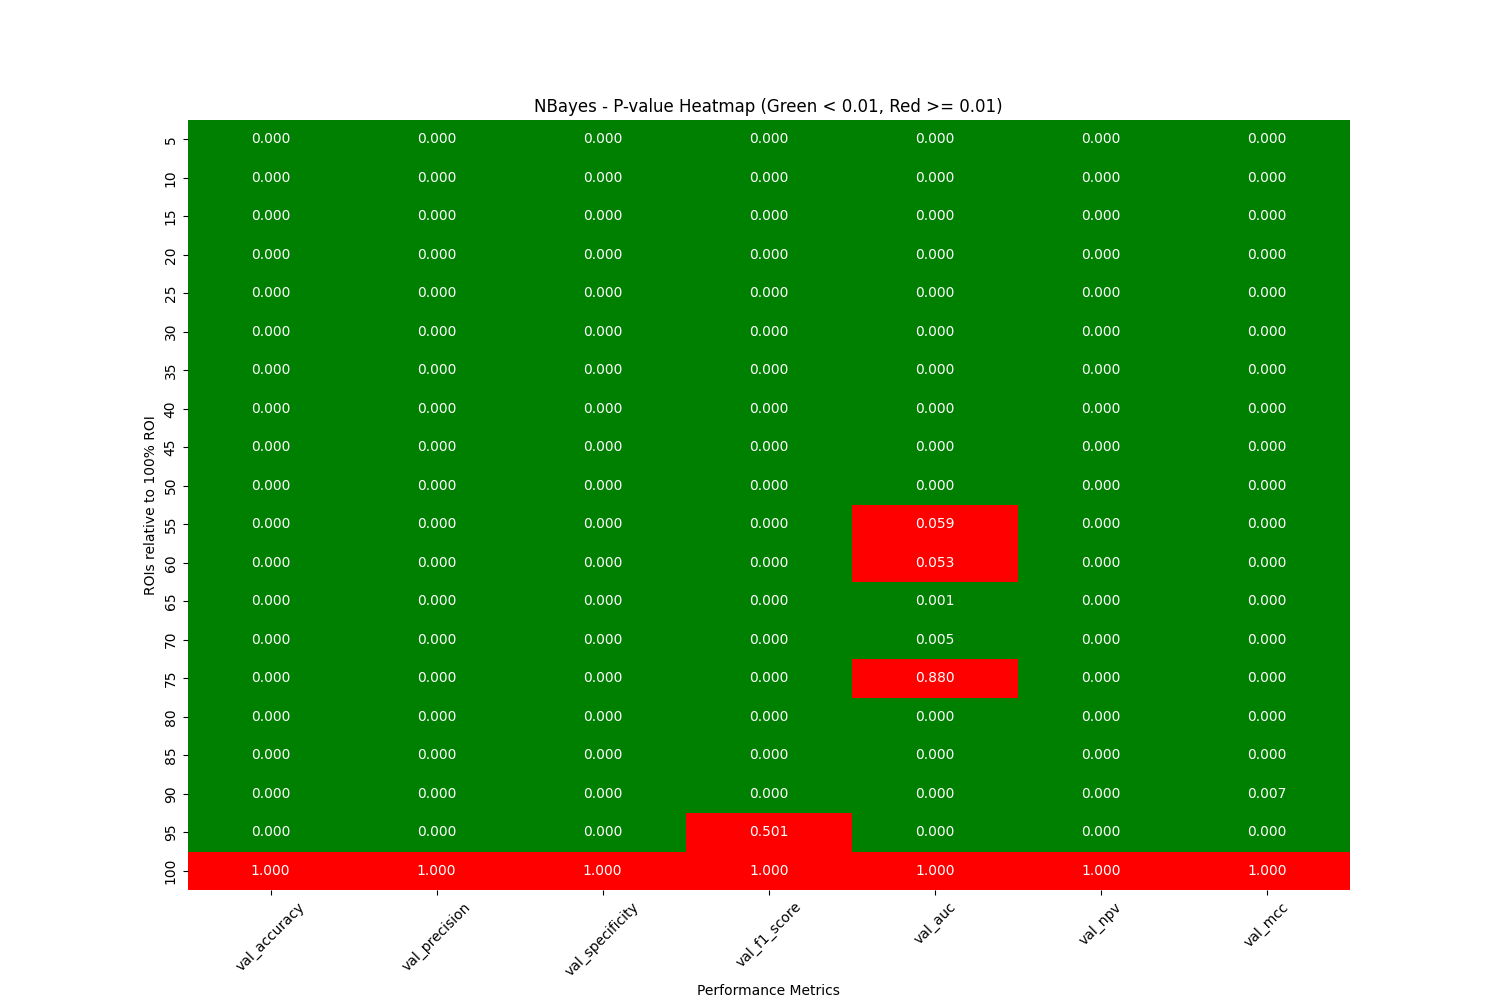 NBayes - P-value Heatmap (Green < 0.01, Red >= 0.01)
ROIs relative to 100% ROI
5 0.000 0.000 0.000 0.000 0.000 0.000 0.000
10 0.000 0.000 0.000 0.000 0.000 0.000 0.000
15 0.000 0.000 0.000 0.000 0.000 0.000 0.000
20 0.000 0.000 0.000 0.000 0.000 0.000 0.000
25 0.000 0.000 0.000 0.000 0.000 0.000 0.000
30 0.000 0.000 0.000 0.000 0.000 0.000 0.000
35 0.000 0.000 0.000 0.000 0.000 0.000 0.000
40 0.000 0.000 0.000 0.000 0.000 0.000 0.000
45 0.000 0.000 0.000 0.000 0.000 0.000 0.000
50 0.000 0.000 0.000 0.000 0.000 0.000 0.000
55 0.000 0.000 0.000 0.000 0.059 0.000 0.000
60 0.000 0.000 0.000 0.000 0.053 0.000 0.000
65 0.000 0.000 0.000 0.000 0.001 0.000 0.000
70 0.000 0.000 0.000 0.000 0.005 0.000 0.000
75 0.000 0.000 0.000 0.000 0.880 0.000 0.000
80 0.000 0.000 0.000 0.000 0.000 0.000 0.000
85 0.000 0.000 0.000 0.000 0.000 0.000 0.000
90 0.000 0.000 0.000 0.000 0.000 0.000 0.007
95 0.000 0.000 0.000 0.501 0.000 0.000 0.000
100 1.000 1.000 1.000 1.000 1.000 1.000 1.000
val_accuracy val_precision val_specificity val_f1_score val_auc val_npv val_mcc
Performance Metrics